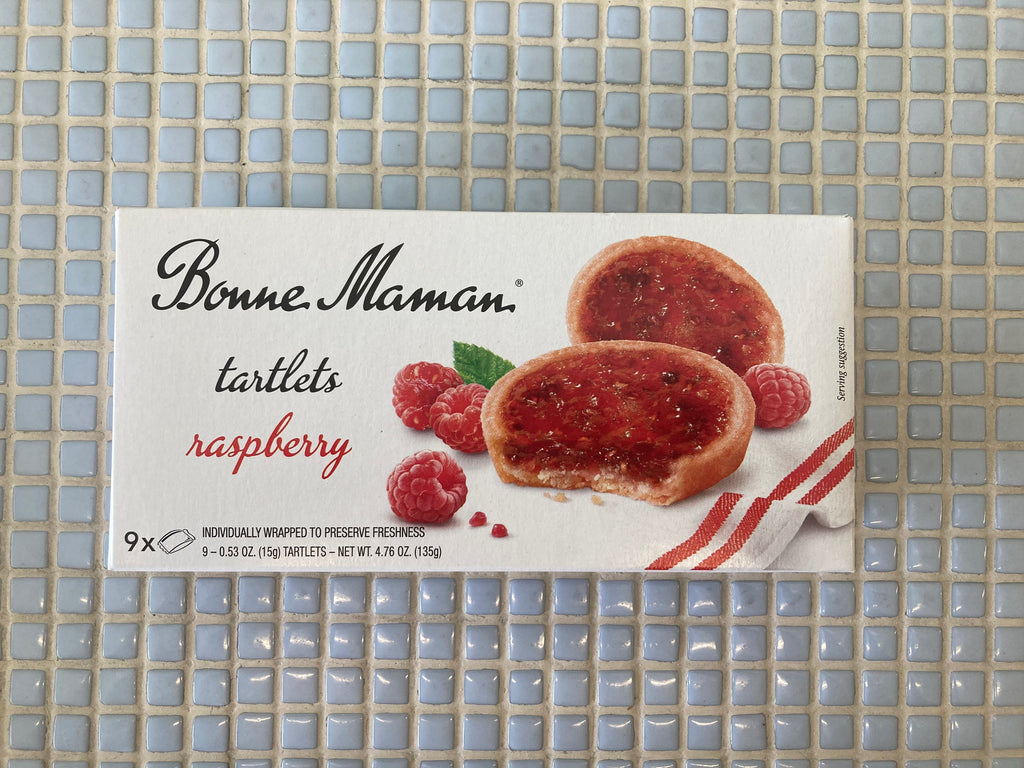 Bonne Maman®
tartlets
raspberry
Serving suggestion
9x
INDIVIDUALLY WRAPPED TO PRESERVE FRESHNESS
9 – 0.53 OZ. (15g) TARTLETS – NET WT. 4.76 OZ. (135g)